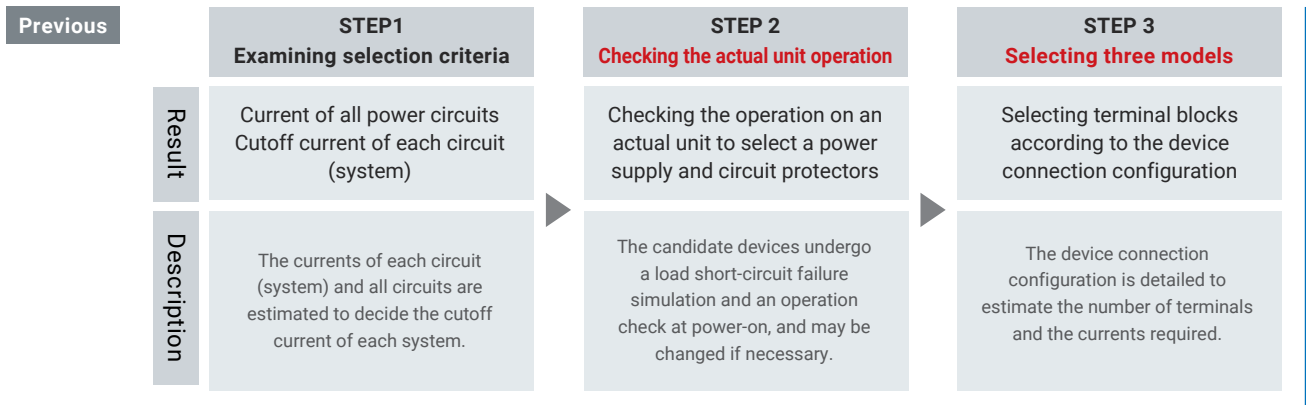 Previous
STEP1
Examining selection criteria
STEP 2
Checking the actual unit operation
STEP 3
Selecting three models
Result
Current of all power circuits
Cutoff current of each circuit
(system)
Checking the operation on an
actual unit to select a power
supply and circuit protectors
Selecting terminal blocks
according to the device
connection configuration
Description
The currents of each circuit
(system) and all circuits are
estimated to decide the cutoff
current of each system.
The candidate devices undergo
a load short-circuit failure
simulation and an operation
check at power-on, and may be
changed if necessary.
The device connection
configuration is detailed to
estimate the number of terminals
and the currents required.